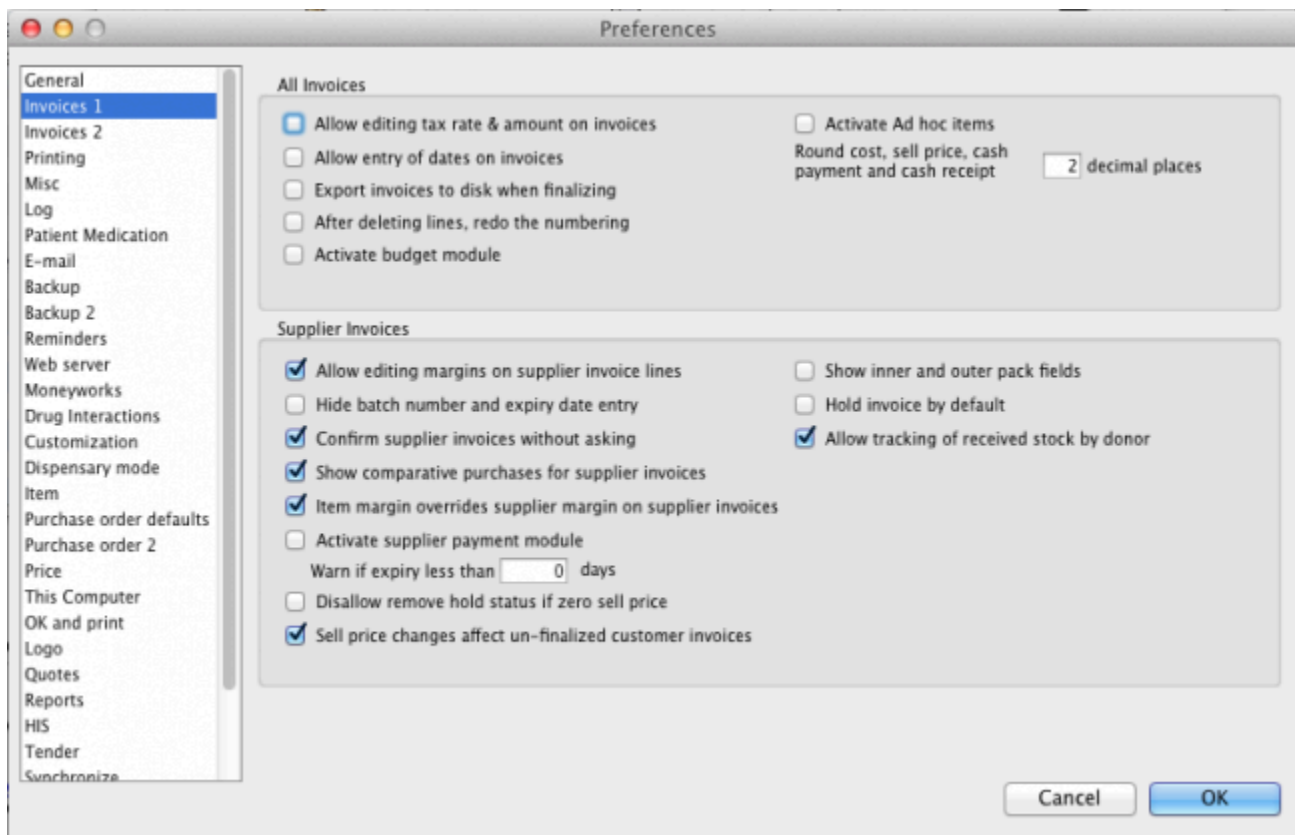 Preferences
General
Invoices 1
Invoices 2
Printing
Misc
Log
Patient Medication
E-mail
Backup
Backup 2
Reminders
Web server
Moneyworks
Drug Interactions
Customization
Dispensary mode
Item
Purchase order defaults
Purchase order 2
Price
This Computer
OK and print
Logo
Quotes
Reports
HIS
Tender
Synchronize
All Invoices
Allow editing tax rate & amount on invoices
Allow entry of dates on invoices
Export invoices to disk when finalizing
After deleting lines, redo the numbering
Activate budget module
Activate Ad hoc items
Round cost, sell price, cash
payment and cash receipt 2 decimal places
Supplier Invoices
Allow editing margins on supplier invoice lines
Hide batch number and expiry date entry
Confirm supplier invoices without asking
Show comparative purchases for supplier invoices
Item margin overrides supplier margin on supplier invoices
Activate supplier payment module
Warn if expiry less than 0 days
Disallow remove hold status if zero sell price
Sell price changes affect un-finalized customer invoices
Show inner and outer pack fields
Hold invoice by default
Allow tracking of received stock by donor
Cancel
OK